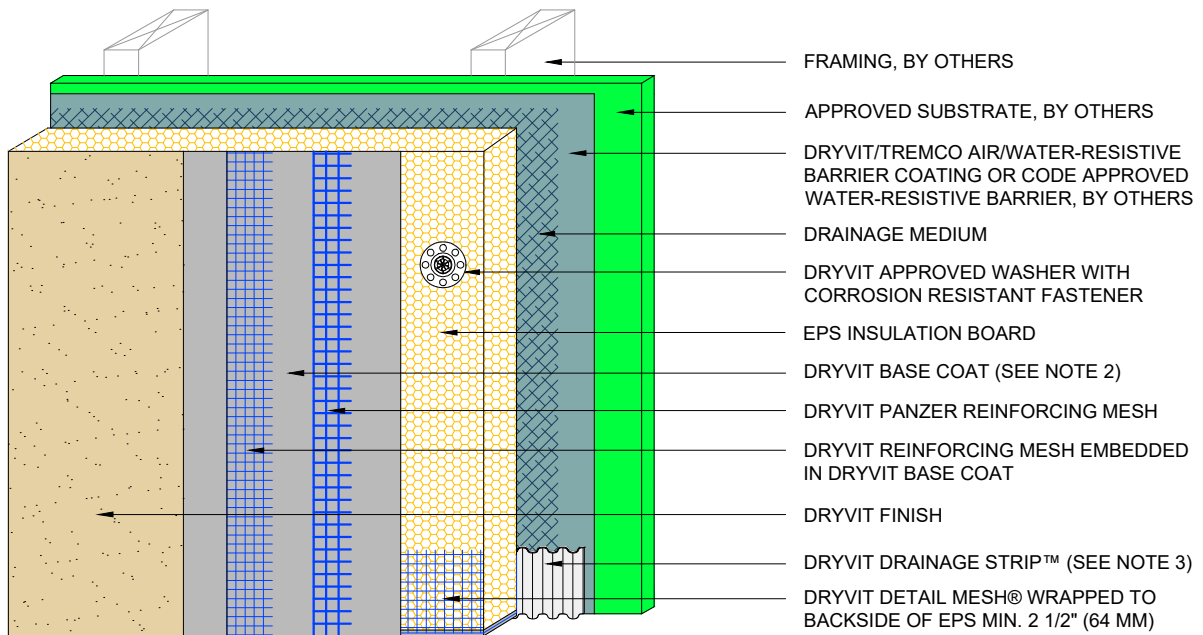 FRAMING, BY OTHERS
APPROVED SUBSTRATE, BY OTHERS
DRYVIT/TREMCO AIR/WATER-RESISTIVE
BARRIER COATING OR CODE APPROVED
WATER-RESISTIVE BARRIER, BY OTHERS
DRAINAGE MEDIUM
DRYVIT APPROVED WASHER WITH
CORROSION RESISTANT FASTENER
EPS INSULATION BOARD
DRYVIT BASE COAT (SEE NOTE 2)
DRYVIT PANZER REINFORCING MESH
DRYVIT REINFORCING MESH EMBEDDED
IN DRYVIT BASE COAT
DRYVIT FINISH
DRYVIT DRAINAGE STRIP™ (SEE NOTE 3)
DRYVIT DETAIL MESH® WRAPPED TO
BACKSIDE OF EPS MIN. 2 1/2" (64 MM)